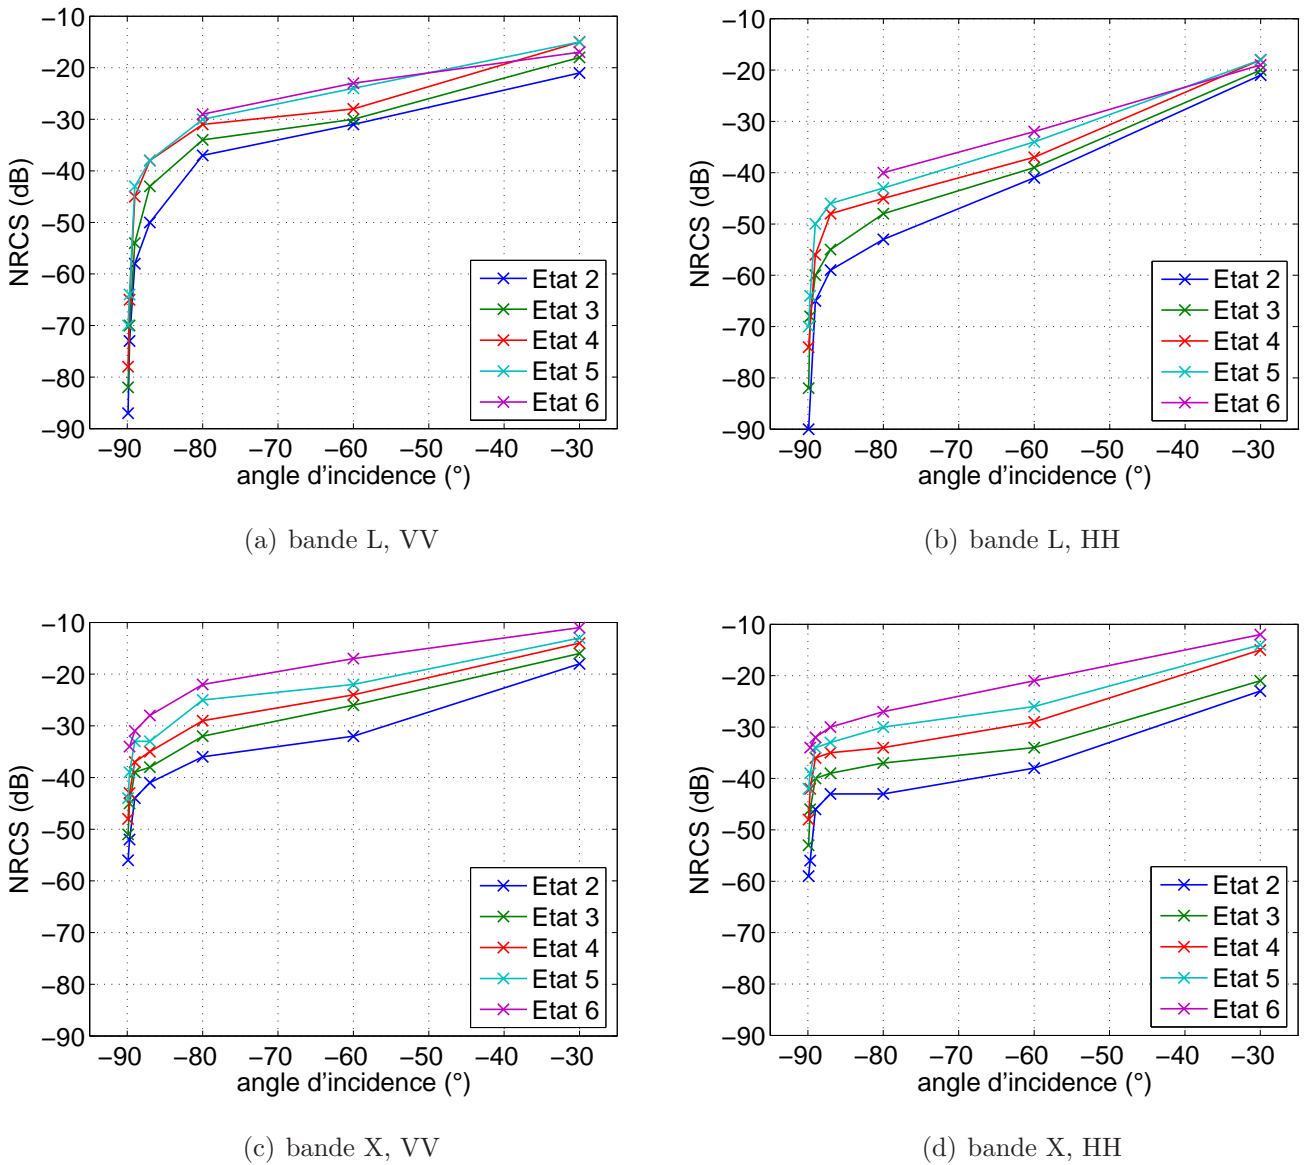 −10
−20
−30
−40
−50
−60
−70
−80
−90
NRCS (dB)
−90 −80 −70 −60 −50 −40 −30
angle d'incidence (°)
Etat 2
Etat 3
Etat 4
Etat 5
Etat 6
(a) bande L, VV
−10
−20
−30
−40
−50
−60
−70
−80
−90
NRCS (dB)
−90 −80 −70 −60 −50 −40 −30
angle d'incidence (°)
Etat 2
Etat 3
Etat 4
Etat 5
Etat 6
(b) bande L, HH
−10
−20
−30
−40
−50
−60
−70
−80
−90
NRCS (dB)
−90 −80 −70 −60 −50 −40 −30
angle d'incidence (°)
Etat 2
Etat 3
Etat 4
Etat 5
Etat 6
(c) bande X, VV
−10
−20
−30
−40
−50
−60
−70
−80
−90
NRCS (dB)
−90 −80 −70 −60 −50 −40 −30
angle d'incidence (°)
Etat 2
Etat 3
Etat 4
Etat 5
Etat 6
(d) bande X, HH